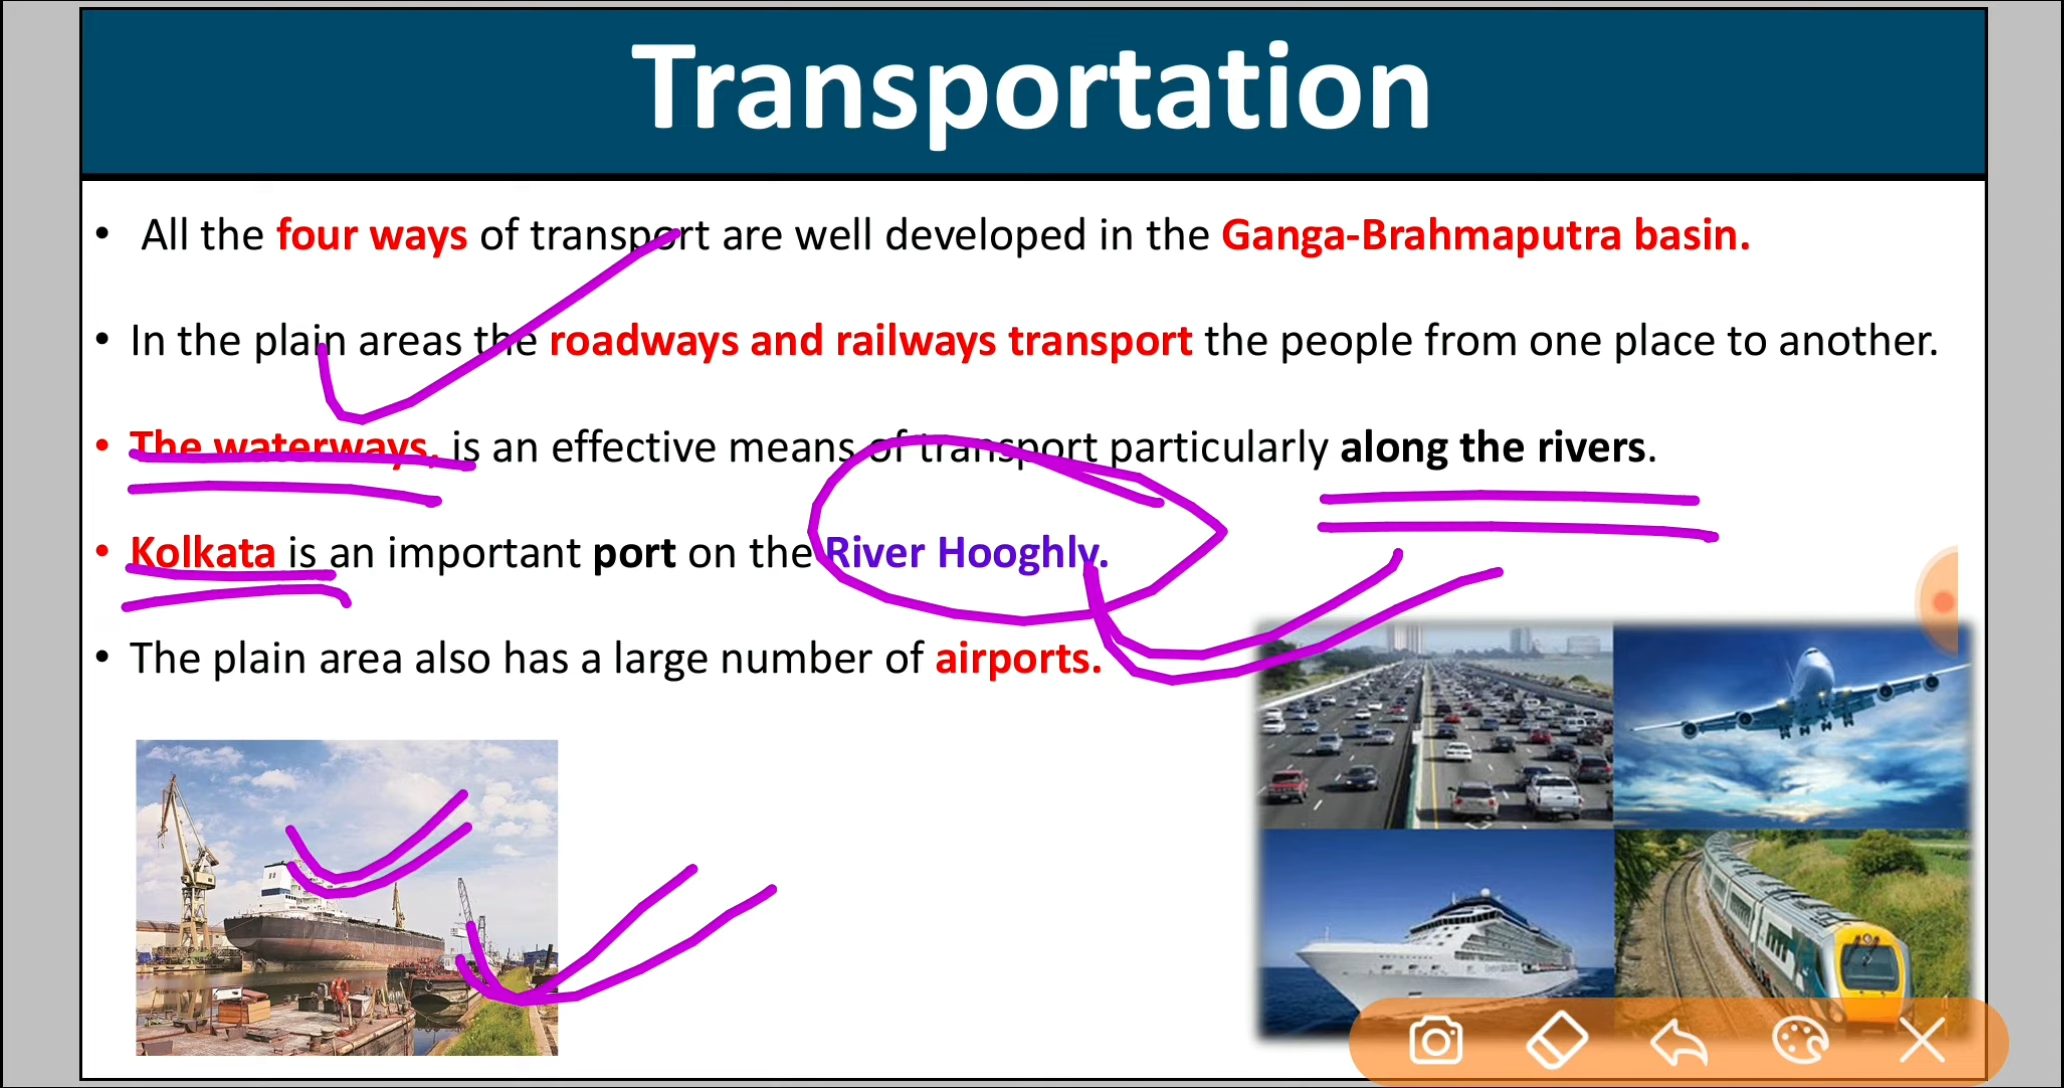 Transportation
• All the four ways of transport are well developed in the Ganga-Brahmaputra basin.
• In the plain areas the roadways and railways transport the people from one place to another.
• The waterways, is an effective means of transport particularly along the rivers.
• Kolkata is an important port on the River Hooghly.
• The plain area also has a large number of airports.